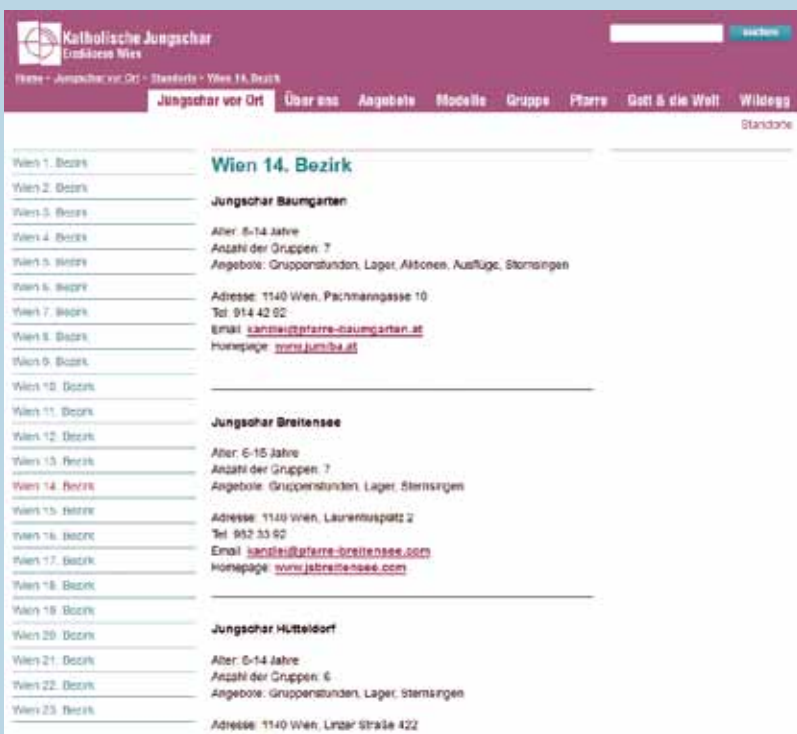 Katholische Jungschar
Erzdiözese Wien
suchen
Home • Jungschar vor Ort • Standorte • Wien 14. Bezirk
Jungschar vor Ort Über uns Angebote Modelle Gruppe Pfarre Gott & die Welt Wildegg
Standorte
Wien 1. Bezirk
Wien 2. Bezirk
Wien 3. Bezirk
Wien 4. Bezirk
Wien 5. Bezirk
Wien 6. Bezirk
Wien 7. Bezirk
Wien 8. Bezirk
Wien 9. Bezirk
Wien 10. Bezirk
Wien 11. Bezirk
Wien 12. Bezirk
Wien 13. Bezirk
Wien 14. Bezirk
Wien 15. Bezirk
Wien 16. Bezirk
Wien 17. Bezirk
Wien 18. Bezirk
Wien 19. Bezirk
Wien 20. Bezirk
Wien 21. Bezirk
Wien 22. Bezirk
Wien 23. Bezirk
Wien 14. Bezirk
Jungschar Baumgarten
Alter: Jahre
Anzahl der Gruppen: 7
Angebote: Gruppenstunden, Lager, Aktionen, Ausflüge, Sternsingen
Adresse: 1140 Wien, Pachmanngasse 10
Tel: 914 42 92
Email: kanzlei@pfarre-baumgarten.at
Homepage: www.jumiba.at
Jungschar Breitensee
Alter: Jahre
Anzahl der Gruppen: 7
Angebote: Gruppenstunden, Lager, Sternsingen
Adresse: 1140 Wien, Laurentiusplatz 2
Tel: 982 33 92
Email: kanzlei@pfarre-breitensee.com
Homepage: www.jsbreitensee.com
Jungschar Hütteldorf
Alter: Jahre
Anzahl der Gruppen: 6
Angebote: Gruppenstunden, Lager, Sternsingen
Adresse: 1140 Wien, Linzer Straße 422